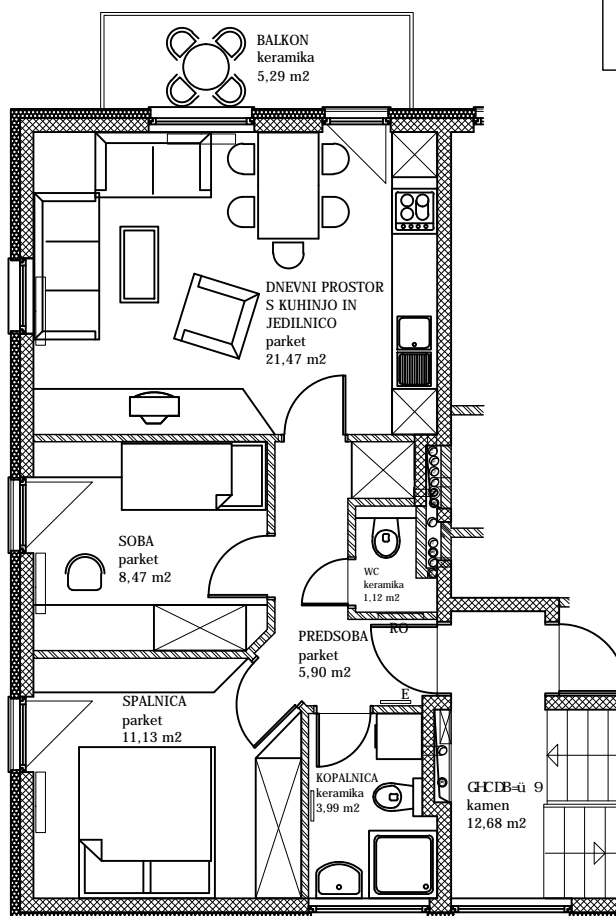 BALKON
keramika
5,29 m2
DNEVNI PROSTOR
S KUHINJO IN
JEDILNICO
parket
21,47 m2
SOBA
parket
8,47 m2
WC
keramika
1,12 m2
RO
PREDSOBA
parket
5,90 m2
E
SPALNICA
parket
11,13 m2
KOPALNICA
keramika
3,99 m2
kamen
12,68 m2